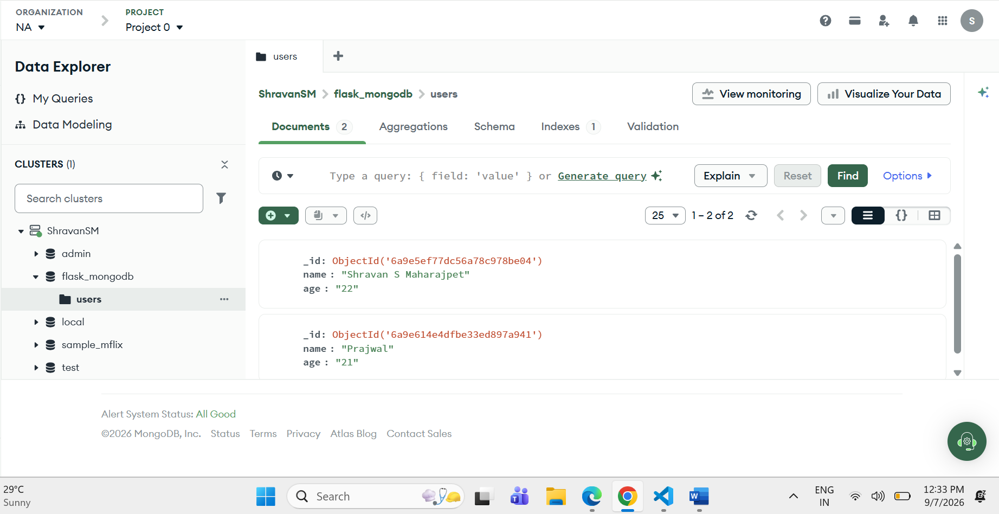 ORGANIZATION
NA
PROJECT
Project 0
S
Data Explorer
My Queries
Data Modeling
CLUSTERS (1)
Search clusters
ShravanSM
admin
flask_mongodb
users
local
sample_mflix
test
users
ShravanSM > flask_mongodb > users
View monitoring
Visualize Your Data
Documents 2
Aggregations
Schema
Indexes 1
Validation
Type a query: { field: 'value' } or Generate query
Explain
Reset
Find
Options
25
1 – 2 of 2
_id: ObjectId('6a9e5ef77dc56a78c978be04')
name : "Shravan S Maharajpet"
age : "22"
_id: ObjectId('6a9e614e4dfbe33ed897a941')
name : "Prajwal"
age : "21"
Alert System Status: All Good
©2026 MongoDB, Inc. Status Terms Privacy Atlas Blog Contact Sales
29°C
Sunny
Search
ENG
IN
12:33 PM
9/7/2026